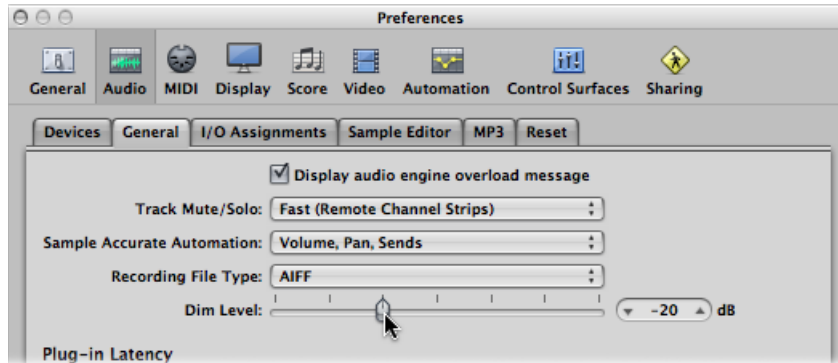 Preferences
General Audio MIDI Display Score Video Automation Control Surfaces Sharing
Devices General I/O Assignments Sample Editor MP3 Reset
Display audio engine overload message
Track Mute/Solo: Fast (Remote Channel Strips)
Sample Accurate Automation: Volume, Pan, Sends
Recording File Type: AIFF
Dim Level: -20 dB
Plug-in Latency